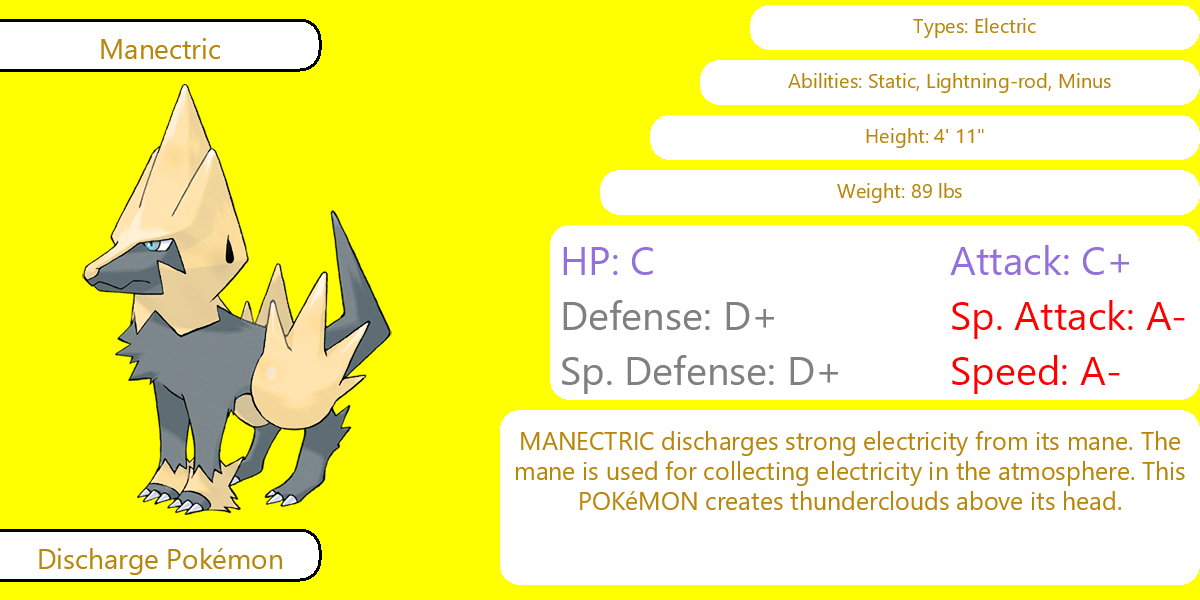 Manectric
Types: Electric
Abilities: Static, Lightning-rod, Minus
Height: 4' 11"
Weight: 89 lbs
HP: C
Attack: C+
Defense: D+
Sp. Attack: A-
Sp. Defense: D+
Speed: A-
MANECTRIC discharges strong electricity from its mane. The
mane is used for collecting electricity in the atmosphere. This
POKéMON creates thunderclouds above its head.
Discharge Pokémon